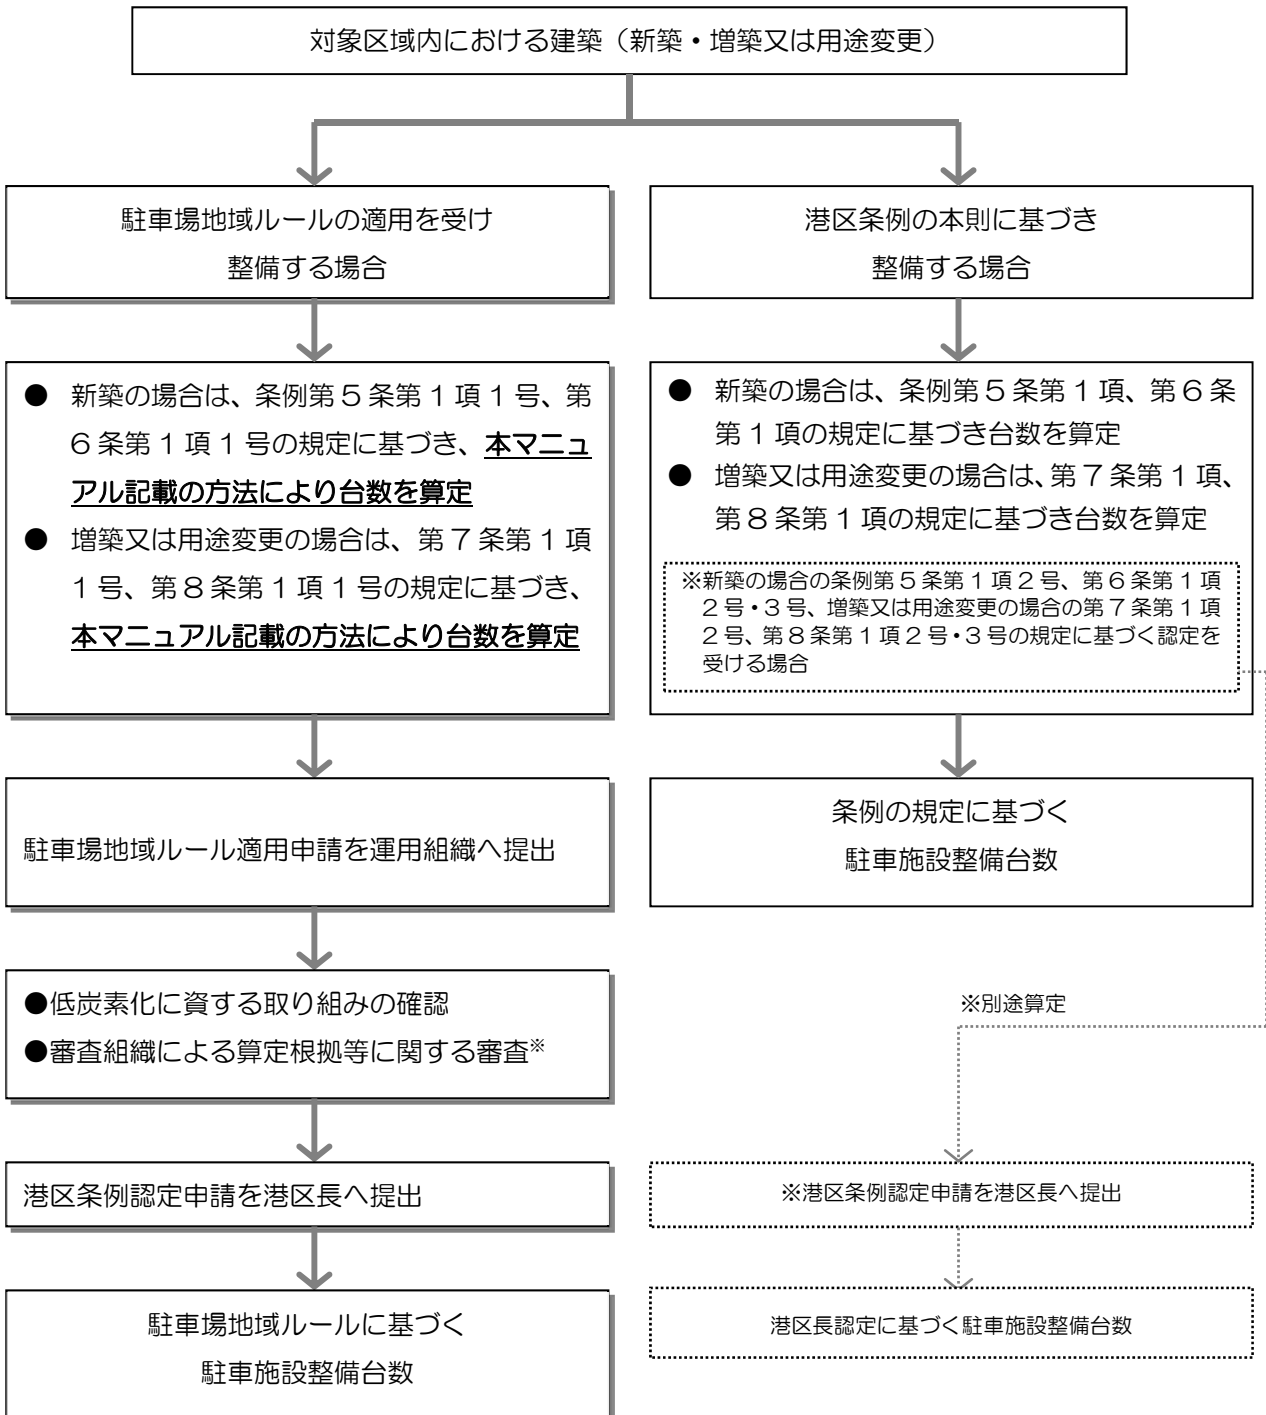 対象区域内における建築（新築・増築又は用途変更）
駐車場地域ルールの適用を受け
整備する場合
港区条例の本則に基づき
整備する場合
● 新築の場合は、条例第５条第１項１号、第
６条第１項１号の規定に基づき、本マニュ
アル記載の方法により台数を算定
● 増築又は用途変更の場合は、第７条第１項
１号、第８条第１項１号の規定に基づき、
本マニュアル記載の方法により台数を算定
● 新築の場合は、条例第５条第１項、第６条
第１項の規定に基づき台数を算定
● 増築又は用途変更の場合は、第７条第１項、
第８条第１項の規定に基づき台数を算定
※新築の場合の条例第５条第１項２号、第６条第１項
２号・３号、増築又は用途変更の場合の第７条第１項
２号、第８条第１項２号・３号の規定に基づく認定を
受ける場合
駐車場地域ルール適用申請を運用組織へ提出
条例の規定に基づく
駐車施設整備台数
●低炭素化に資する取り組みの確認
●審査組織による算定根拠等に関する審査※
※別途算定
港区条例認定申請を港区長へ提出
※港区条例認定申請を港区長へ提出
駐車場地域ルールに基づく
駐車施設整備台数
港区長認定に基づく駐車施設整備台数